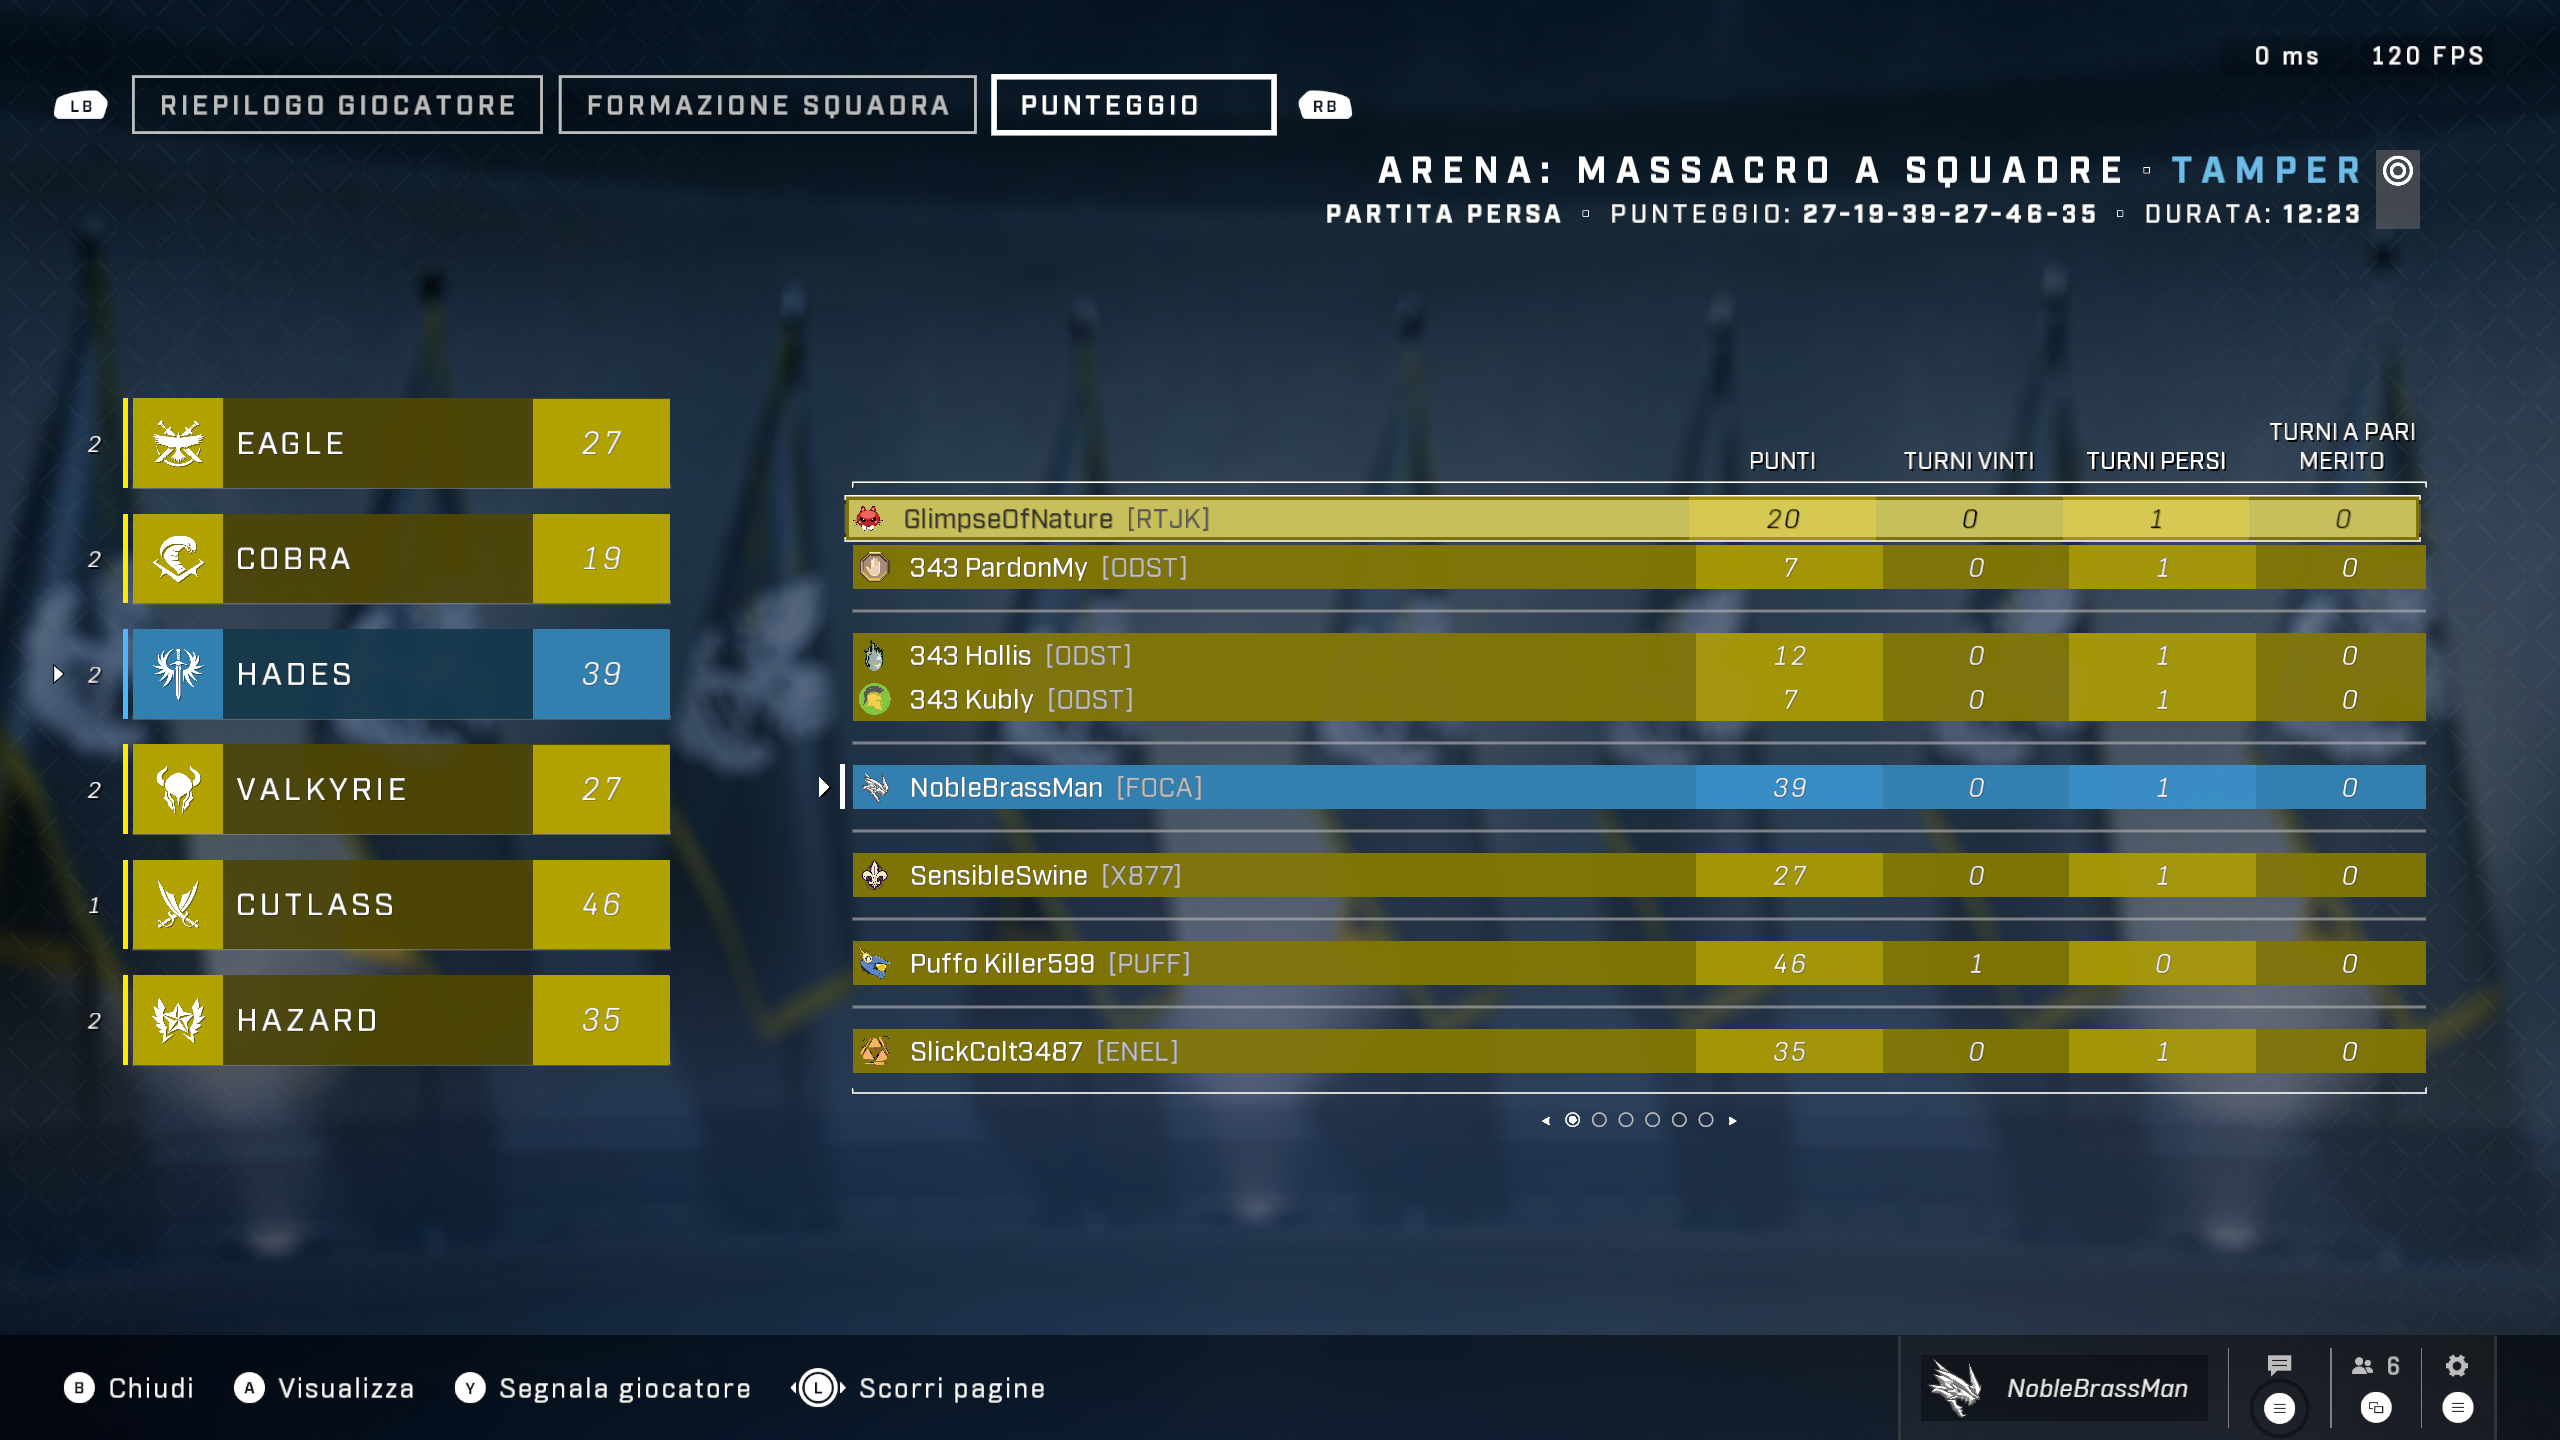 0 ms 120 FPS
LB RIEPILOGO GIOCATORE FORMAZIONE SQUADRA PUNTEGGIO RB
ARENA: MASSACRO A SQUADRE ▫ TAMPER
PARTITA PERSA ▫ PUNTEGGIO: 27-19-39-27-46-35 ▫ DURATA: 12:23
2 EAGLE 27
2 COBRA 19
2 HADES 39
2 VALKYRIE 27
1 CUTLASS 46
2 HAZARD 35
PUNTI TURNI VINTI TURNI PERSI TURNI A PARI
MERITO
GlimpseOfNature [RTJK] 20 0 1 0
343 PardonMy [ODST] 7 0 1 0
343 Hollis [ODST] 12 0 1 0
343 Kubly [ODST] 7 0 1 0
NobleBrassMan [FOCA] 39 0 1 0
SensibleSwine [X877] 27 0 1 0
Puffo Killer599 [PUFF] 46 1 0 0
SlickColt3487 [ENEL] 35 0 1 0
B Chiudi A Visualizza Y Segnala giocatore L Scorri pagine
NobleBrassMan 6